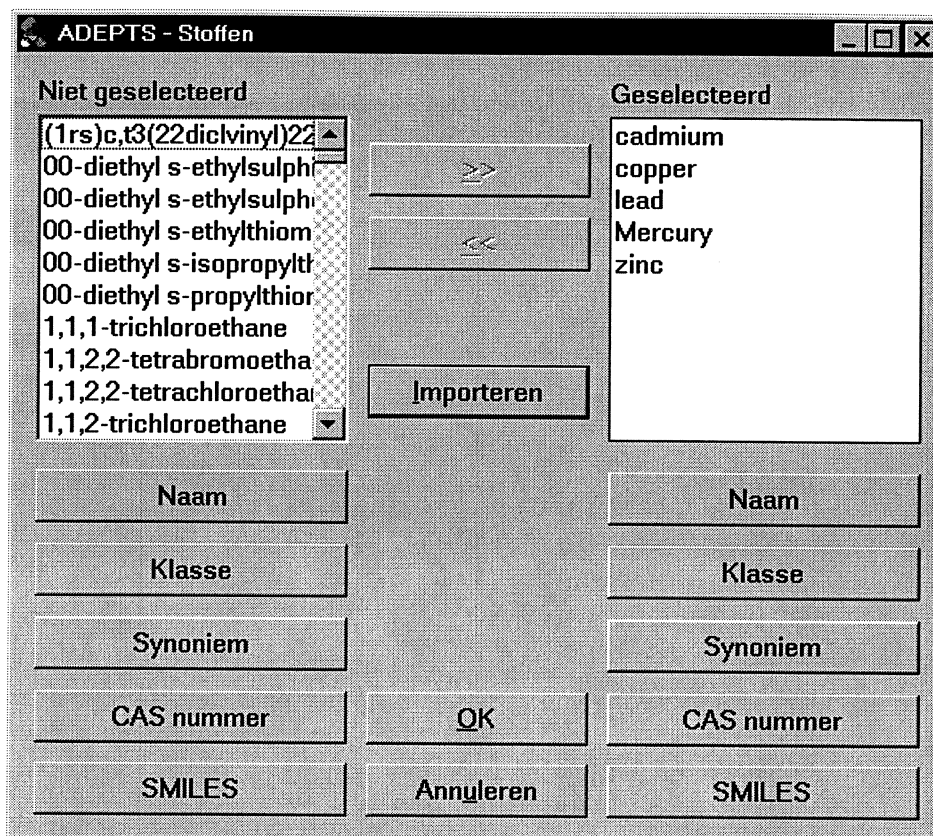 ADEPTS - Stoffen
Niet geselecteerd
(1rs)c,t3(22diclvinyl)22
00-diethyl s-ethylsulphi
00-diethyl s-ethylsulph
00-diethyl s-ethylthiom
00-diethyl s-isopropylth
00-diethyl s-propylthior
1,1,1-trichloroethane
1,1,2,2-tetrabromoetha
1,1,2,2-tetrachloroetha
1,1,2-trichloroethane
>>
<<
Importeren
Geselecteerd
cadmium
copper
lead
Mercury
zinc
Naam
Klasse
Synoniem
CAS nummer
SMILES
OK
Annuleren
Naam
Klasse
Synoniem
CAS nummer
SMILES